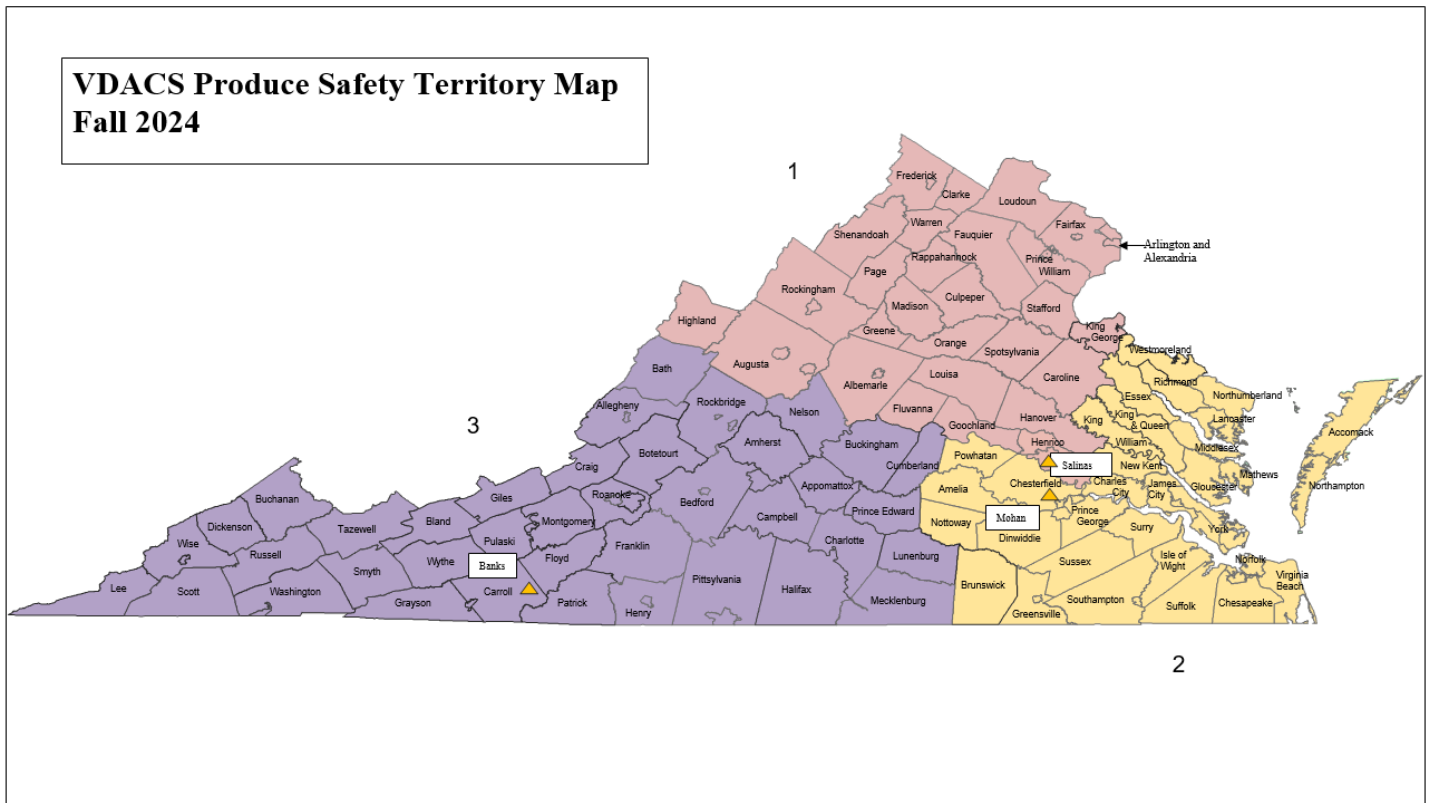 VDACS Produce Safety Territory Map
Fall 2024
1
Frederick
Clarke
Loudoun
Warren
Fairfax
Shenandoah
Fauquier
Arlington and
Alexandria
Rappahannock
Prince
William
Page
Rockingham
Culpeper
Madison
Stafford
Highland
Greene
King
George
Orange
Spotsylvania
Westmoreland
Augusta
Bath
Louisa
Caroline
Albemarle
Richmond
Essex
Northumberland
Allegheny
Rockbridge
Nelson
Fluvanna
Hanover
King
King
& Queen
Lancaster
3
Goochland
Accomack
Amherst
Buckingham
Henrico
William
Middlesex
Botetourt
Powhatan
Salinas
New Kent
Craig
Cumberland
Mathews
Chesterfield
Charles
City
James
City
Gloucester
Northampton
Buchanan
Giles
Roanoke
Appomattox
Amelia
Bedford
Dickenson
Tazewell
Bland
Montgomery
Campbell
Prince Edward
Nottoway
Mohan
Prince
George
Surry
York
Wise
Pulaski
Charlotte
Dinwiddie
Russell
Wythe
Banks
Floyd
Franklin
Lunenburg
Sussex
Isle of
Wight
Norfolk
Smyth
Pittsylvania
Virginia
Beach
Lee
Scott
Washington
Carroll
Halifax
Brunswick
Grayson
Patrick
Henry
Mecklenburg
Greensville
Southampton
Suffolk
Chesapeake
2